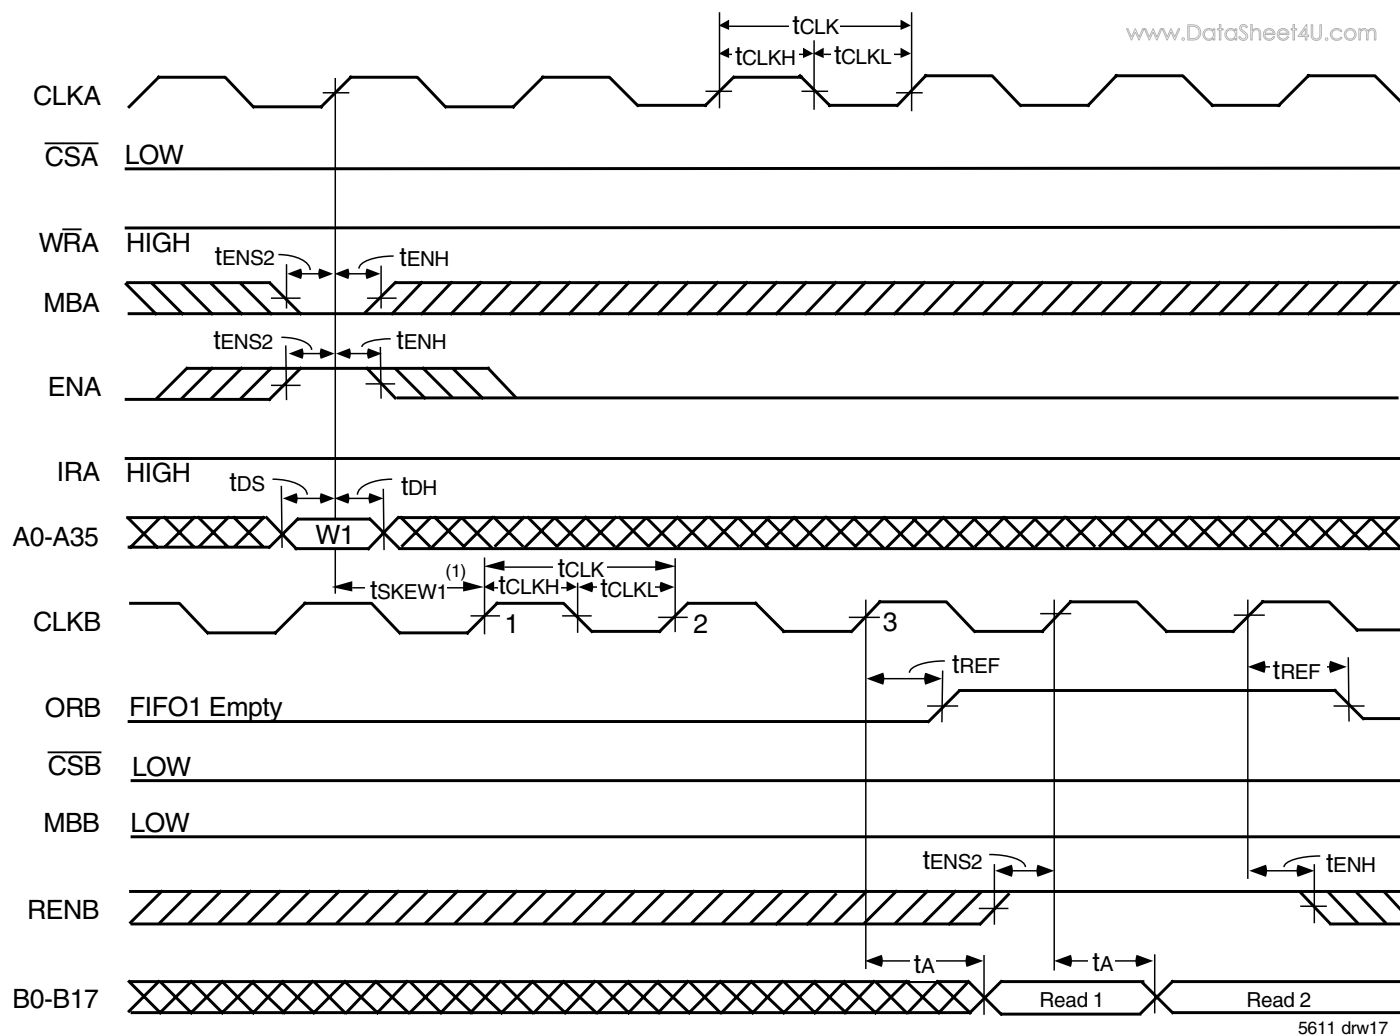 www.DataSheet4U.com
tCLK
tCLKH tCLKL
CLKA
CSA LOW
WRA HIGH
tENS2 tENH
MBA
tENS2 tENH
ENA
IRA HIGH
tDS tDH
A0-A35 W1
tSKEW1(1) tCLK
tCLKH tCLKL
CLKB 1 2 3
tREF tREF
ORB FIFO1 Empty
CSB LOW
MBB LOW
tENS2 tENH
RENB
tA tA
B0-B17 Read 1 Read 2
5611 drw17